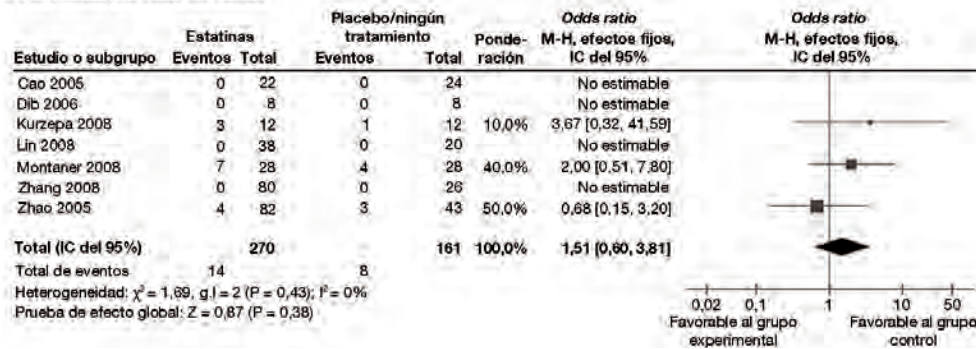 Placebo/ningún Odds ratio Odds ratio
Estatinas tratamiento Ponde- M-H, efectos fijos, M-H, efectos fijos,
Estudio o subgrupo Eventos Total Eventos Total ración IC del 95% IC del 95%
Cao 2005 0 22 0 24 No estimable
Dib 2006 0 8 0 8 No estimable
Kurzepa 2008 3 12 1 12 10,0% 3,67 [0,32, 41,59]
Lin 2008 0 38 0 20 No estimable
Montaner 2008 7 28 4 28 40,0% 2,00 [0,51, 7,80]
Zhang 2008 0 80 0 26 No estimable
Zhao 2005 4 82 3 43 50,0% 0,68 [0,15, 3,20]
Total (IC del 95%) 270 161 100,0% 1,51 [0,60, 3,81]
Total de eventos 14 8
Heterogeneidad: χ² = 1,69, g.l = 2 (P = 0,43); I² = 0%
Prueba de efecto global: Z = 0,87 (P = 0,38)
0,02 0,1 1 10 50
Favorable al grupo Favorable al grupo
experimental control